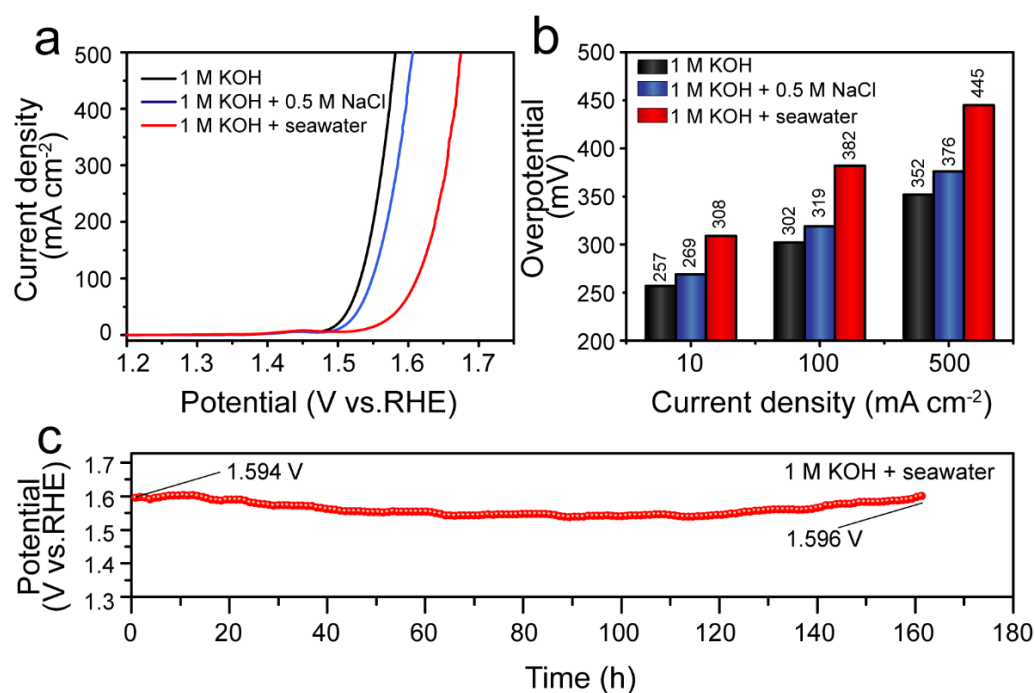 a
500
400
300
200
100
0
Current density
(mA cm⁻²)
1 M KOH
1 M KOH + 0.5 M NaCl
1 M KOH + seawater
1.2
1.3
1.4
1.5
1.6
1.7
Potential (V vs.RHE)
b
500
450
400
350
300
250
200
Overpotential
(mV)
1 M KOH
1 M KOH + 0.5 M NaCl
1 M KOH + seawater
257
269
308
302
319
382
352
376
445
10
100
500
Current density (mA cm⁻²)
c
1.7
1.6
1.5
1.4
1.3
Potential
(V vs.RHE)
1.594 V
1 M KOH + seawater
1.596 V
0
20
40
60
80
100
120
140
160
180
Time (h)